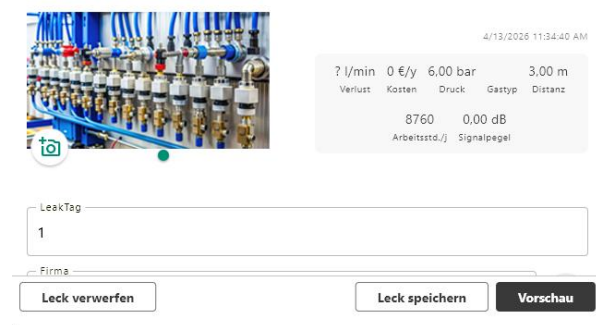 4/13/2026 11:34:40 AM
? l/min 0 €/y 6,00 bar 3,00 m
Verlust Kosten Druck Gastyp Distanz
8760 0,00 dB
Arbeitsstd./j Signalpegel
LeakTag
1
Firma
Leck verwerfen Leck speichern Vorschau